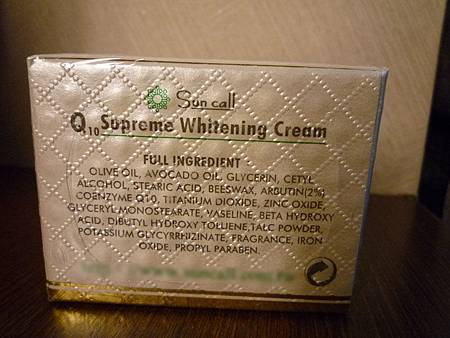 Sun call
Q10 Supreme Whitening Cream
FULL INGREDIENT
OLIVE OIL, AVOCADO OIL, GLYCERIN, CETYL
ALCOHOL, STEARIC ACID, BEESWAX, ARBUTIN(2%)
COENZYME Q10, TITANIUM DIOXIDE, ZINC OXIDE,
GLYCERYL MONOSTEARATE, VASELINE, BETA HYDROXY
ACID, DIBUTYL HYDROXY TOLUENE,TALC POWDER,
POTASSIUM GLYCYRRHIZINATE, FRAGRANCE, IRON
OXIDE, PROPYL PARABEN.